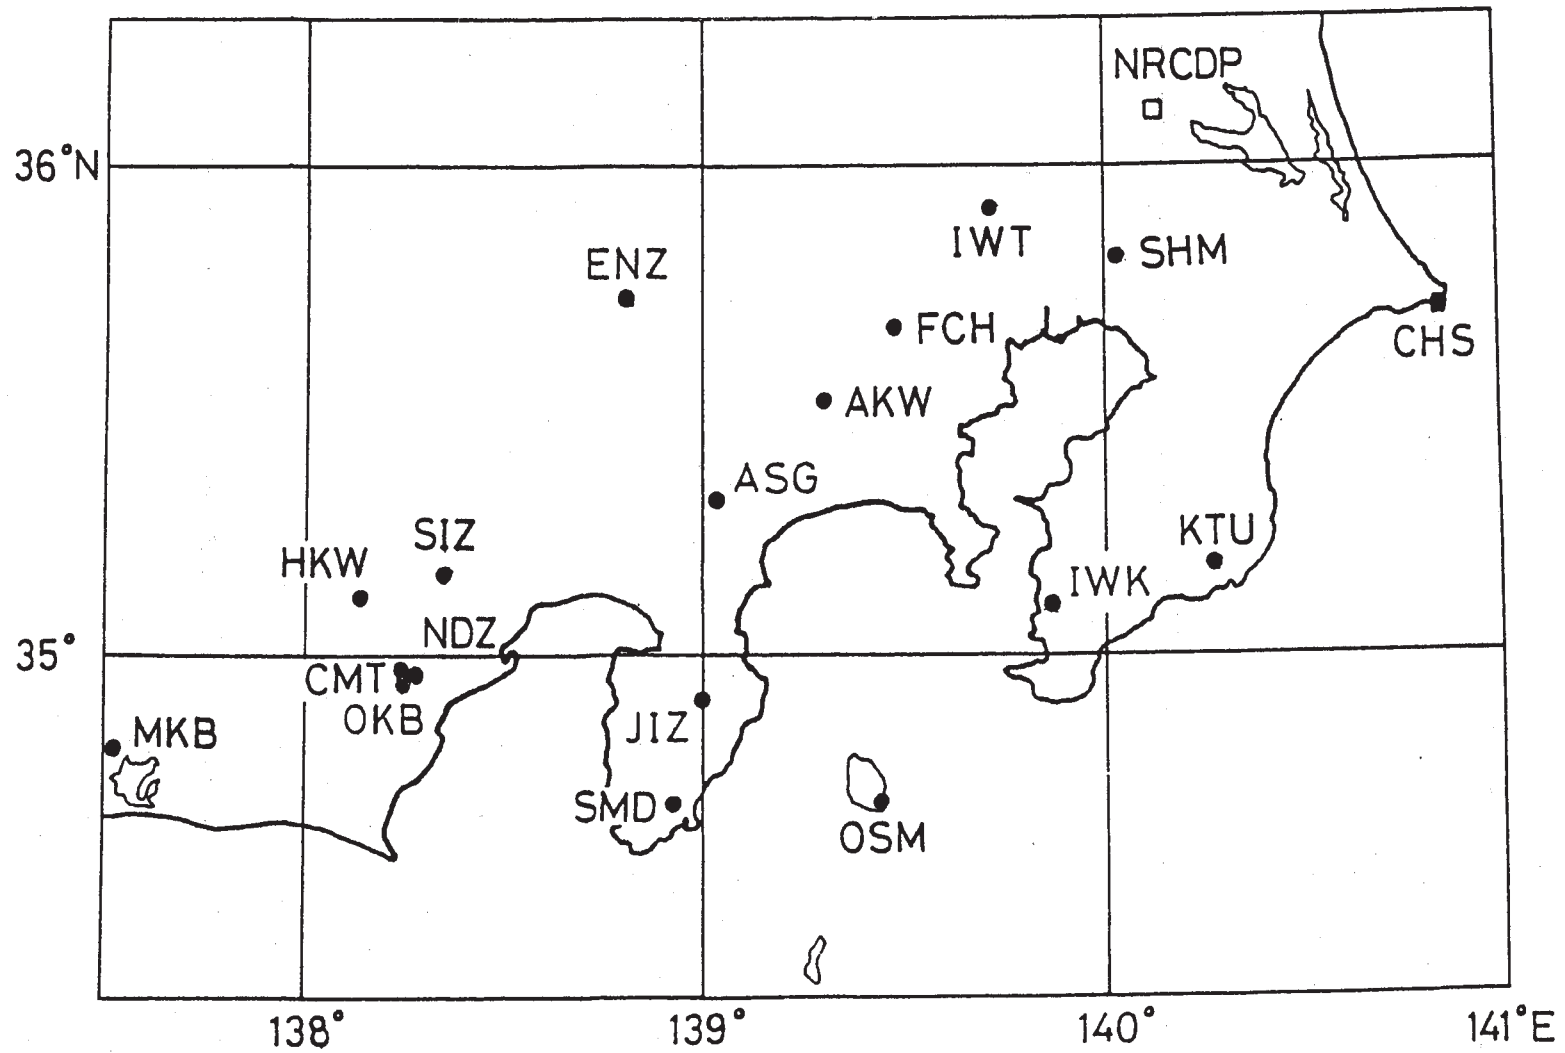 NRCDP
36°N
IWT
SHM
ENZ
FCH
CHS
AKW
ASG
SIZ
KTU
HKW
IWK
NDZ
35°
CMT
OKB
JIZ
MKB
SMD
OSM
138°
139°
140°
141°E